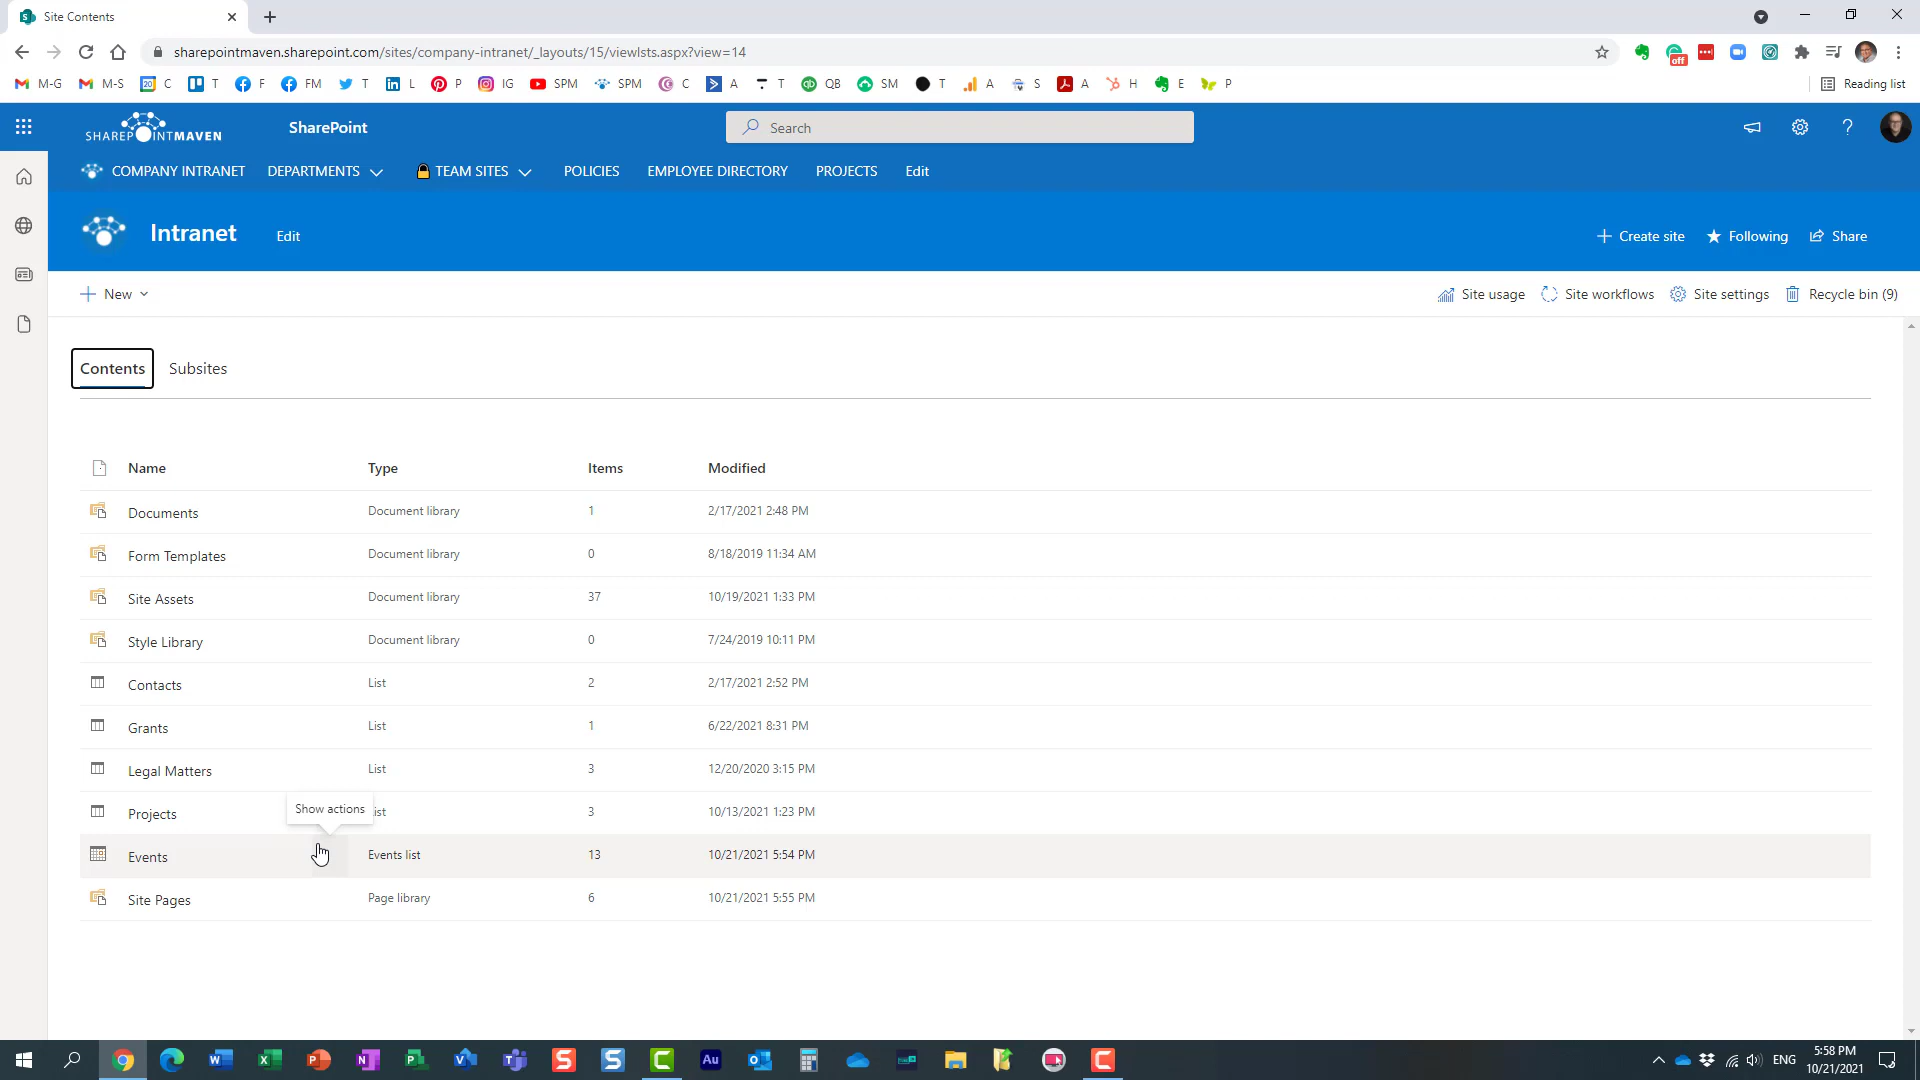 Site Contents
sharepointmaven.sharepoint.com/sites/company-intranet/_layouts/15/viewlsts.aspx?view=14
M-G M-S 20 C T F FM T L P IG SPM SPM C A T QB SM T A S A H E P Reading list
off
SHAREPOINTMAVEN SharePoint Search ?
COMPANY INTRANET DEPARTMENTS TEAM SITES POLICIES EMPLOYEE DIRECTORY PROJECTS Edit
Intranet Edit + Create site Following Share
+ New Site usage Site workflows Site settings Recycle bin (9)
Contents Subsites
Name Type Items Modified
Documents Document library 1 2/17/2021 2:48 PM
Form Templates Document library 0 8/18/2019 11:34 AM
Site Assets Document library 37 10/19/2021 1:33 PM
Style Library Document library 0 7/24/2019 10:11 PM
Contacts List 2 2/17/2021 2:52 PM
Grants List 1 6/22/2021 8:31 PM
Legal Matters List 3 12/20/2020 3:15 PM
Show actions
Projects ist 3 10/13/2021 1:23 PM
Events Events list 13 10/21/2021 5:54 PM
Site Pages Page library 6 10/21/2021 5:55 PM
ENG 5:58 PM
10/21/2021